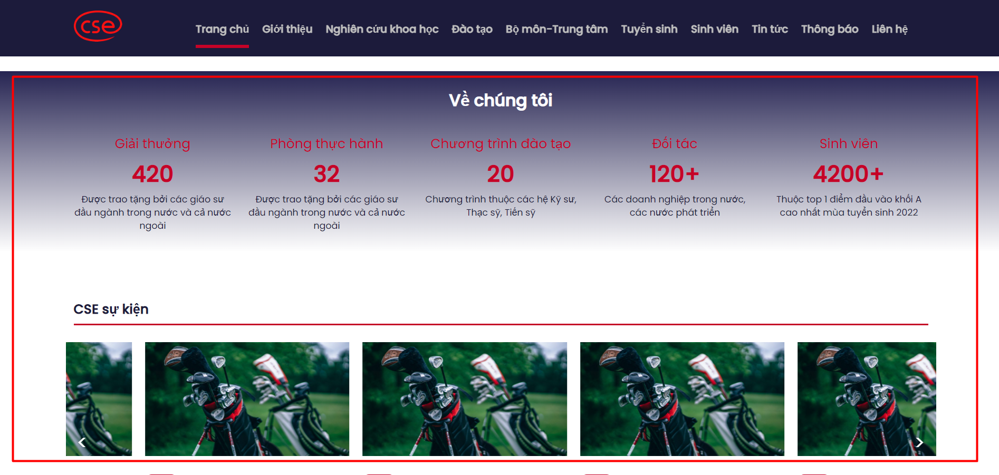 cse
Trang chủ Giới thiệu Nghiên cứu khoa học Đào tạo Bộ môn-Trung tâm Tuyển sinh Sinh viên Tin tức Thông báo Liên hệ
Về chúng tôi
Giải thưởng
420
Được trao tặng bởi các giáo sư
đầu ngành trong nước và cả nước
ngoài
Phòng thực hành
32
Được trao tặng bởi các giáo sư
đầu ngành trong nước và cả nước
ngoài
Chương trình đào tạo
20
Chương trình thuộc các hệ Kỹ sư,
Thạc sỹ, Tiến sỹ
Đối tác
120+
Các doanh nghiệp trong nước,
các nước phát triển
Sinh viên
4200+
Thuộc top 1 điểm đầu vào khối A
cao nhất mùa tuyển sinh 2022
CSE sự kiện